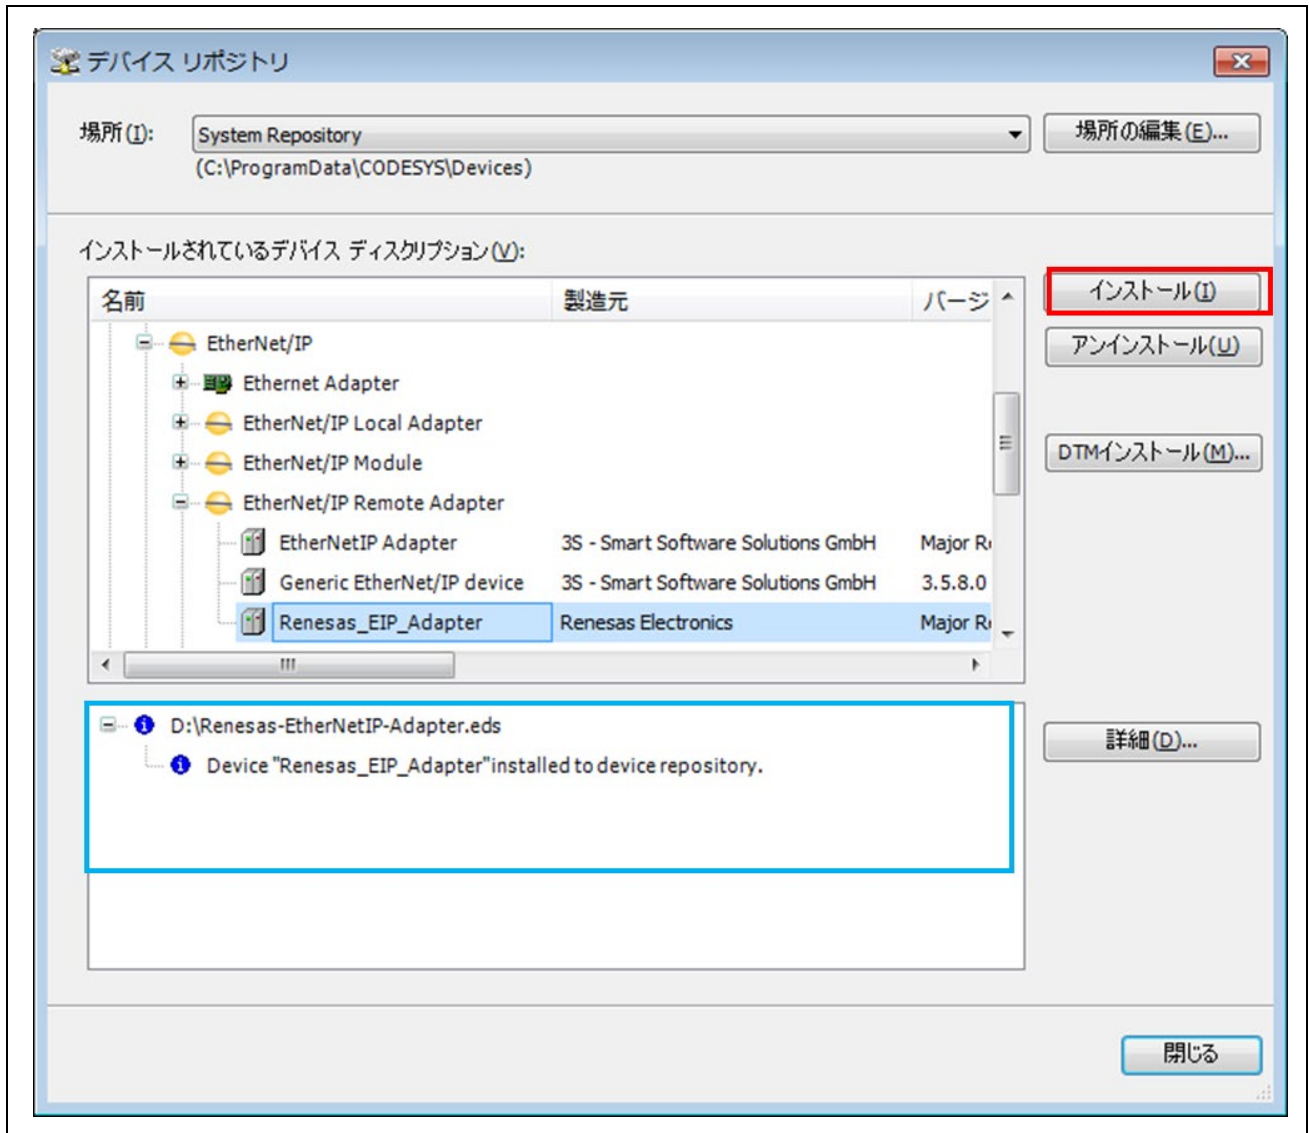 デバイス リポジトリ
場所(I): System Repository 場所の編集(E)...
(C:\ProgramData\CODESYS\Devices)
インストールされているデバイス ディスクリプション(V):
名前 製造元 バージ インストール(I)
EtherNet/IP アンインストール(U)
Ethernet Adapter
EtherNet/IP Local Adapter
EtherNet/IP Module DTMインストール(M)...
EtherNet/IP Remote Adapter
EtherNetIP Adapter 3S - Smart Software Solutions GmbH Major R
Generic EtherNet/IP device 3S - Smart Software Solutions GmbH 3.5.8.0
Renesas_EIP_Adapter Renesas Electronics Major R
D:\Renesas-EtherNetIP-Adapter.eds 詳細(D)...
Device "Renesas_EIP_Adapter"installed to device repository.
閉じる